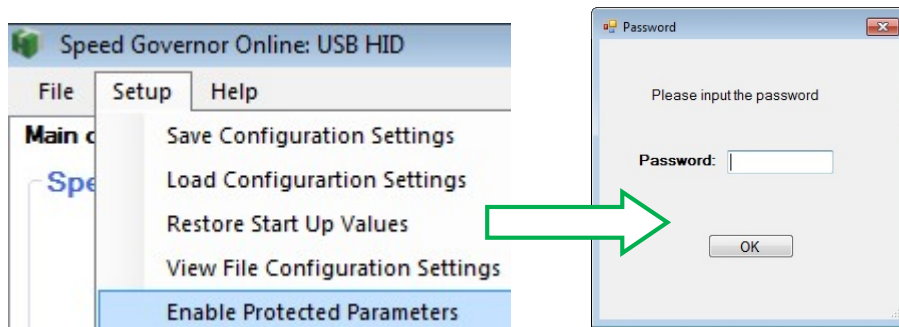 Speed Governor Online: USB HID
File Setup Help
Main
Save Configuration Settings
Spe
Load Configurartion Settings
Restore Start Up Values
View File Configuration Settings
Enable Protected Parameters
Password
Please input the password
Password:
OK